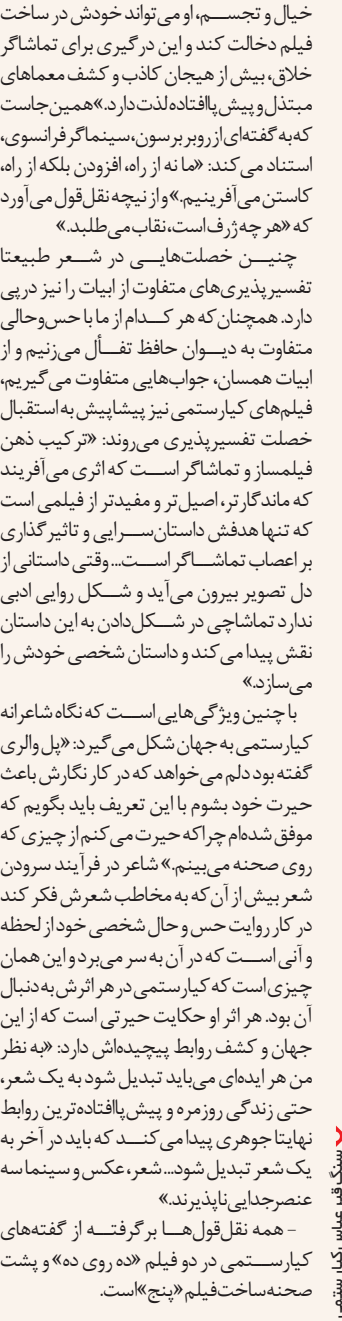 خیال و تجسم، او می‌تواند خودش در ساخت
فیلم دخالت کند و این درگیری برای تماشاگر
خلاق، بیش از هیجان کاذب و کشف معماهای
مبتذل و پیش‌پاافتاده لذت دارد.» همین جاست
که به گفته‌ای از روبر برسون، سینماگر فرانسوی،
استناد می‌کند: «ما نه از راه، افزودن بلکه از راه،
کاستن می‌آفرینیم.» و از نیچه نقل‌قول می‌آورد
که «هر چه ژرف است، نقاب می‌طلبد.»
چنین خصلت‌هایی در شعر طبیعتا
تفسیرپذیری‌های متفاوت از ابیات را نیز درپی
دارد. همچنان که هر کدام از ما با حس‌وحالی
متفاوت به دیوان حافظ تفأل می‌زنیم و از
ابیات همسان، جواب‌هایی متفاوت می‌گیریم،
فیلم‌های کیارستمی نیز پیشاپیش به استقبال
خصلت تفسیرپذیری می‌روند: «ترکیب ذهن
فیلمساز و تماشاگر است که اثری می‌آفریند
که ماندگارتر، اصیل‌تر و مفیدتر از فیلمی است
که تنها هدفش داستان‌سرایی و تاثیرگذاری
بر اعصاب تماشاگر است... وقتی داستانی از
دل تصویر بیرون می‌آید و شکل روایی ادبی
ندارد تماشاچی در شکل‌دادن به این داستان
نقش پیدا می‌کند و داستان شخصی خودش را
می‌سازد.»
با چنین ویژگی‌هایی است که نگاه شاعرانه
کیارستمی به جهان شکل می‌گیرد: «پل والری
گفته بود دلم می‌خواهد که در کار نگارش باعث
حیرت خود بشوم با این تعریف باید بگویم که
موفق شده‌ام چراکه حیرت می‌کنم از چیزی که
روی صحنه می‌بینم.» شاعر در فرآیند سرودن
شعر بیش از آن که به مخاطب شعرش فکر کند
در کار روایت حس و حال شخصی خود از لحظه
و آنی است که در آن به سر می‌برد و این همان
چیزی است که کیارستمی در هر اثرش به‌دنبال
آن بود. هر اثر او حکایت حیرتی است که از این
جهان و کشف روابط پیچیده‌اش دارد: «به نظر
من هر ایده‌ای می‌باید تبدیل شود به یک شعر،
حتی زندگی روزمره و پیش‌پاافتاده‌ترین روابط
نهایتا جوهری پیدا می‌کنند که باید در آخر به
یک شعر تبدیل شود... شعر، عکس و سینما سه
عنصر جدایی‌ناپذیرند.»
- همه نقل‌قول‌ها برگرفته از گفته‌های
کیارستمی در دو فیلم «ده روی ده» و پشت
صحنه ساخت فیلم «پنج» است.
سنگ قبر عباس کیارستمی